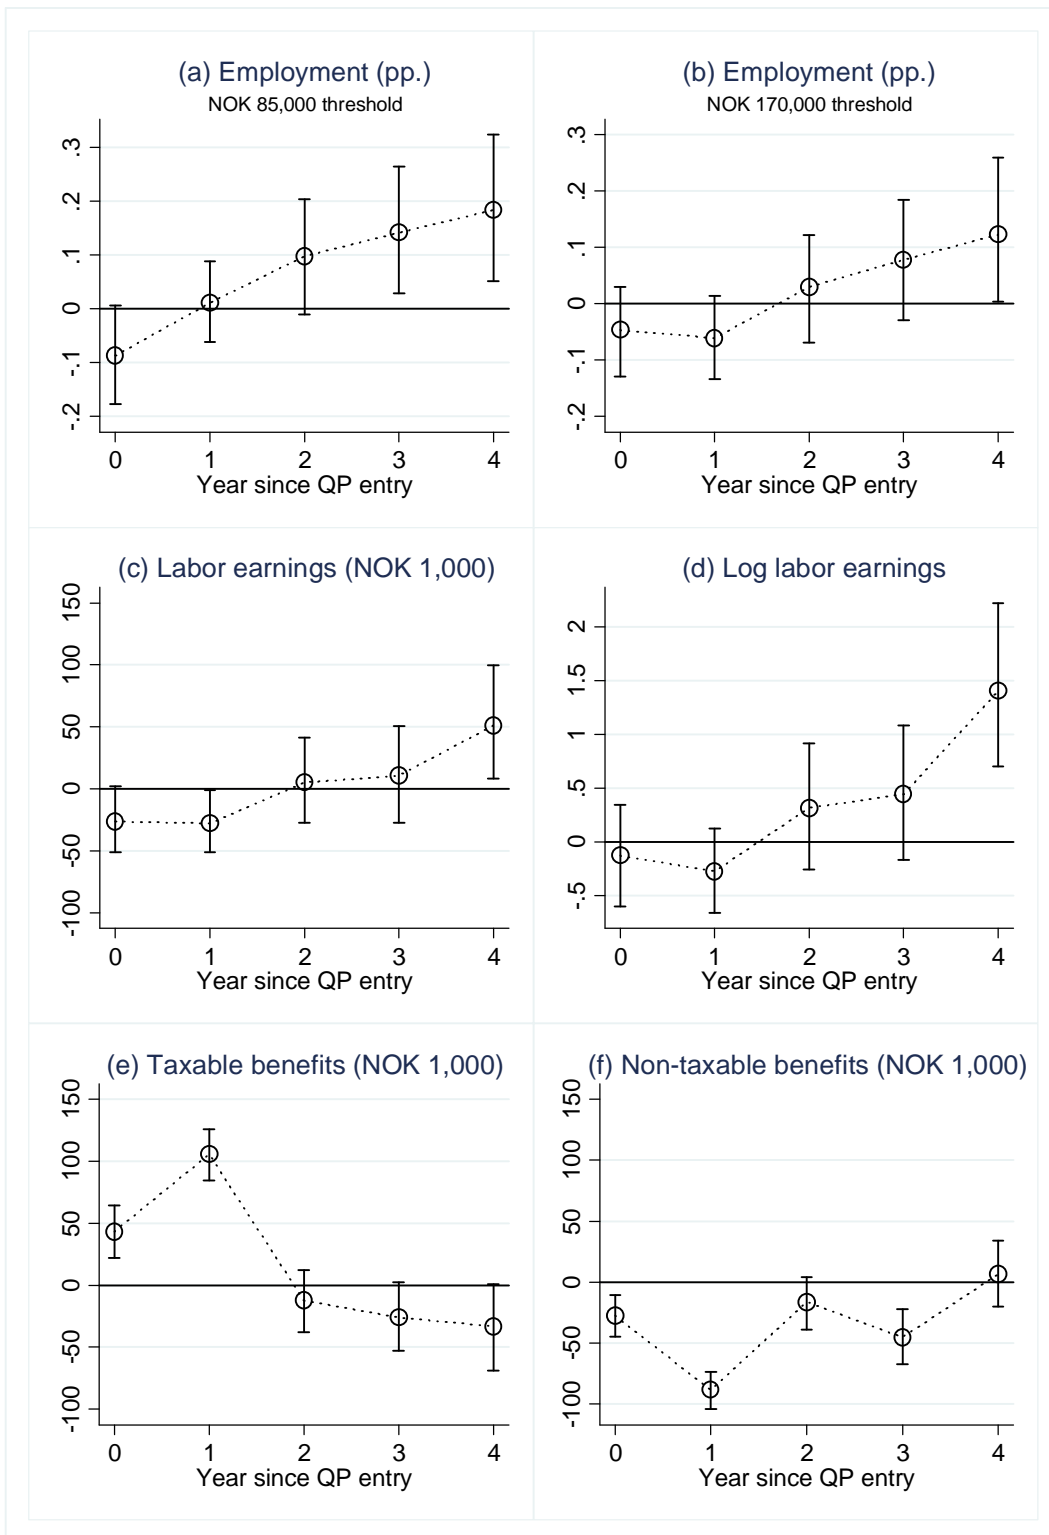 (a) Employment (pp.)
NOK 85,000 threshold
.3
.2
.1
0
-.1
-.2
0 1 2 3 4
Year since QP entry
(b) Employment (pp.)
NOK 170,000 threshold
.3
.2
.1
0
-.1
-.2
0 1 2 3 4
Year since QP entry
(c) Labor earnings (NOK 1,000)
150
100
50
0
-50
-100
0 1 2 3 4
Year since QP entry
(d) Log labor earnings
2
1.5
1
.5
0
-.5
0 1 2 3 4
Year since QP entry
(e) Taxable benefits (NOK 1,000)
150
100
50
0
-50
-100
0 1 2 3 4
Year since QP entry
(f) Non-taxable benefits (NOK 1,000)
150
100
50
0
-50
-100
0 1 2 3 4
Year since QP entry